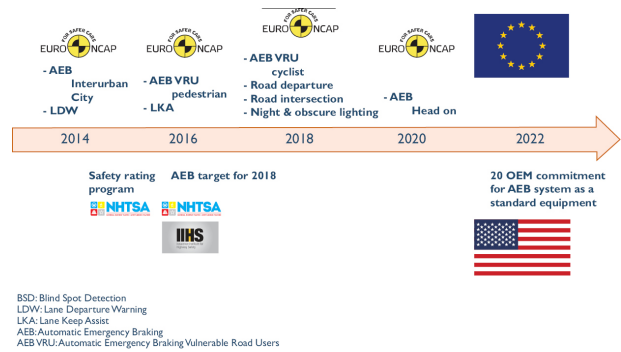 FOR SAFER CARS
EURO NCAP
- AEB
Interurban
City
- LDW
FOR SAFER CARS
EURO NCAP
- AEB VRU
pedestrian
- LKA
FOR SAFER CARS
EURO NCAP
- AEB VRU
cyclist
- Road departure
- Road intersection
- Night & obscure lighting
FOR SAFER CARS
EURO NCAP
- AEB
Head on
2014
2016
2018
2020
2022
Safety rating
program
NHTSA
AEB target for 2018
NHTSA
IIHS
20 OEM commitment
for AEB system as a
standard equipment
BSD: Blind Spot Detection
LDW: Lane Departure Warning
LKA: Lane Keep Assist
AEB: Automatic Emergency Braking
AEB VRU: Automatic Emergency Braking Vulnerable Road Users